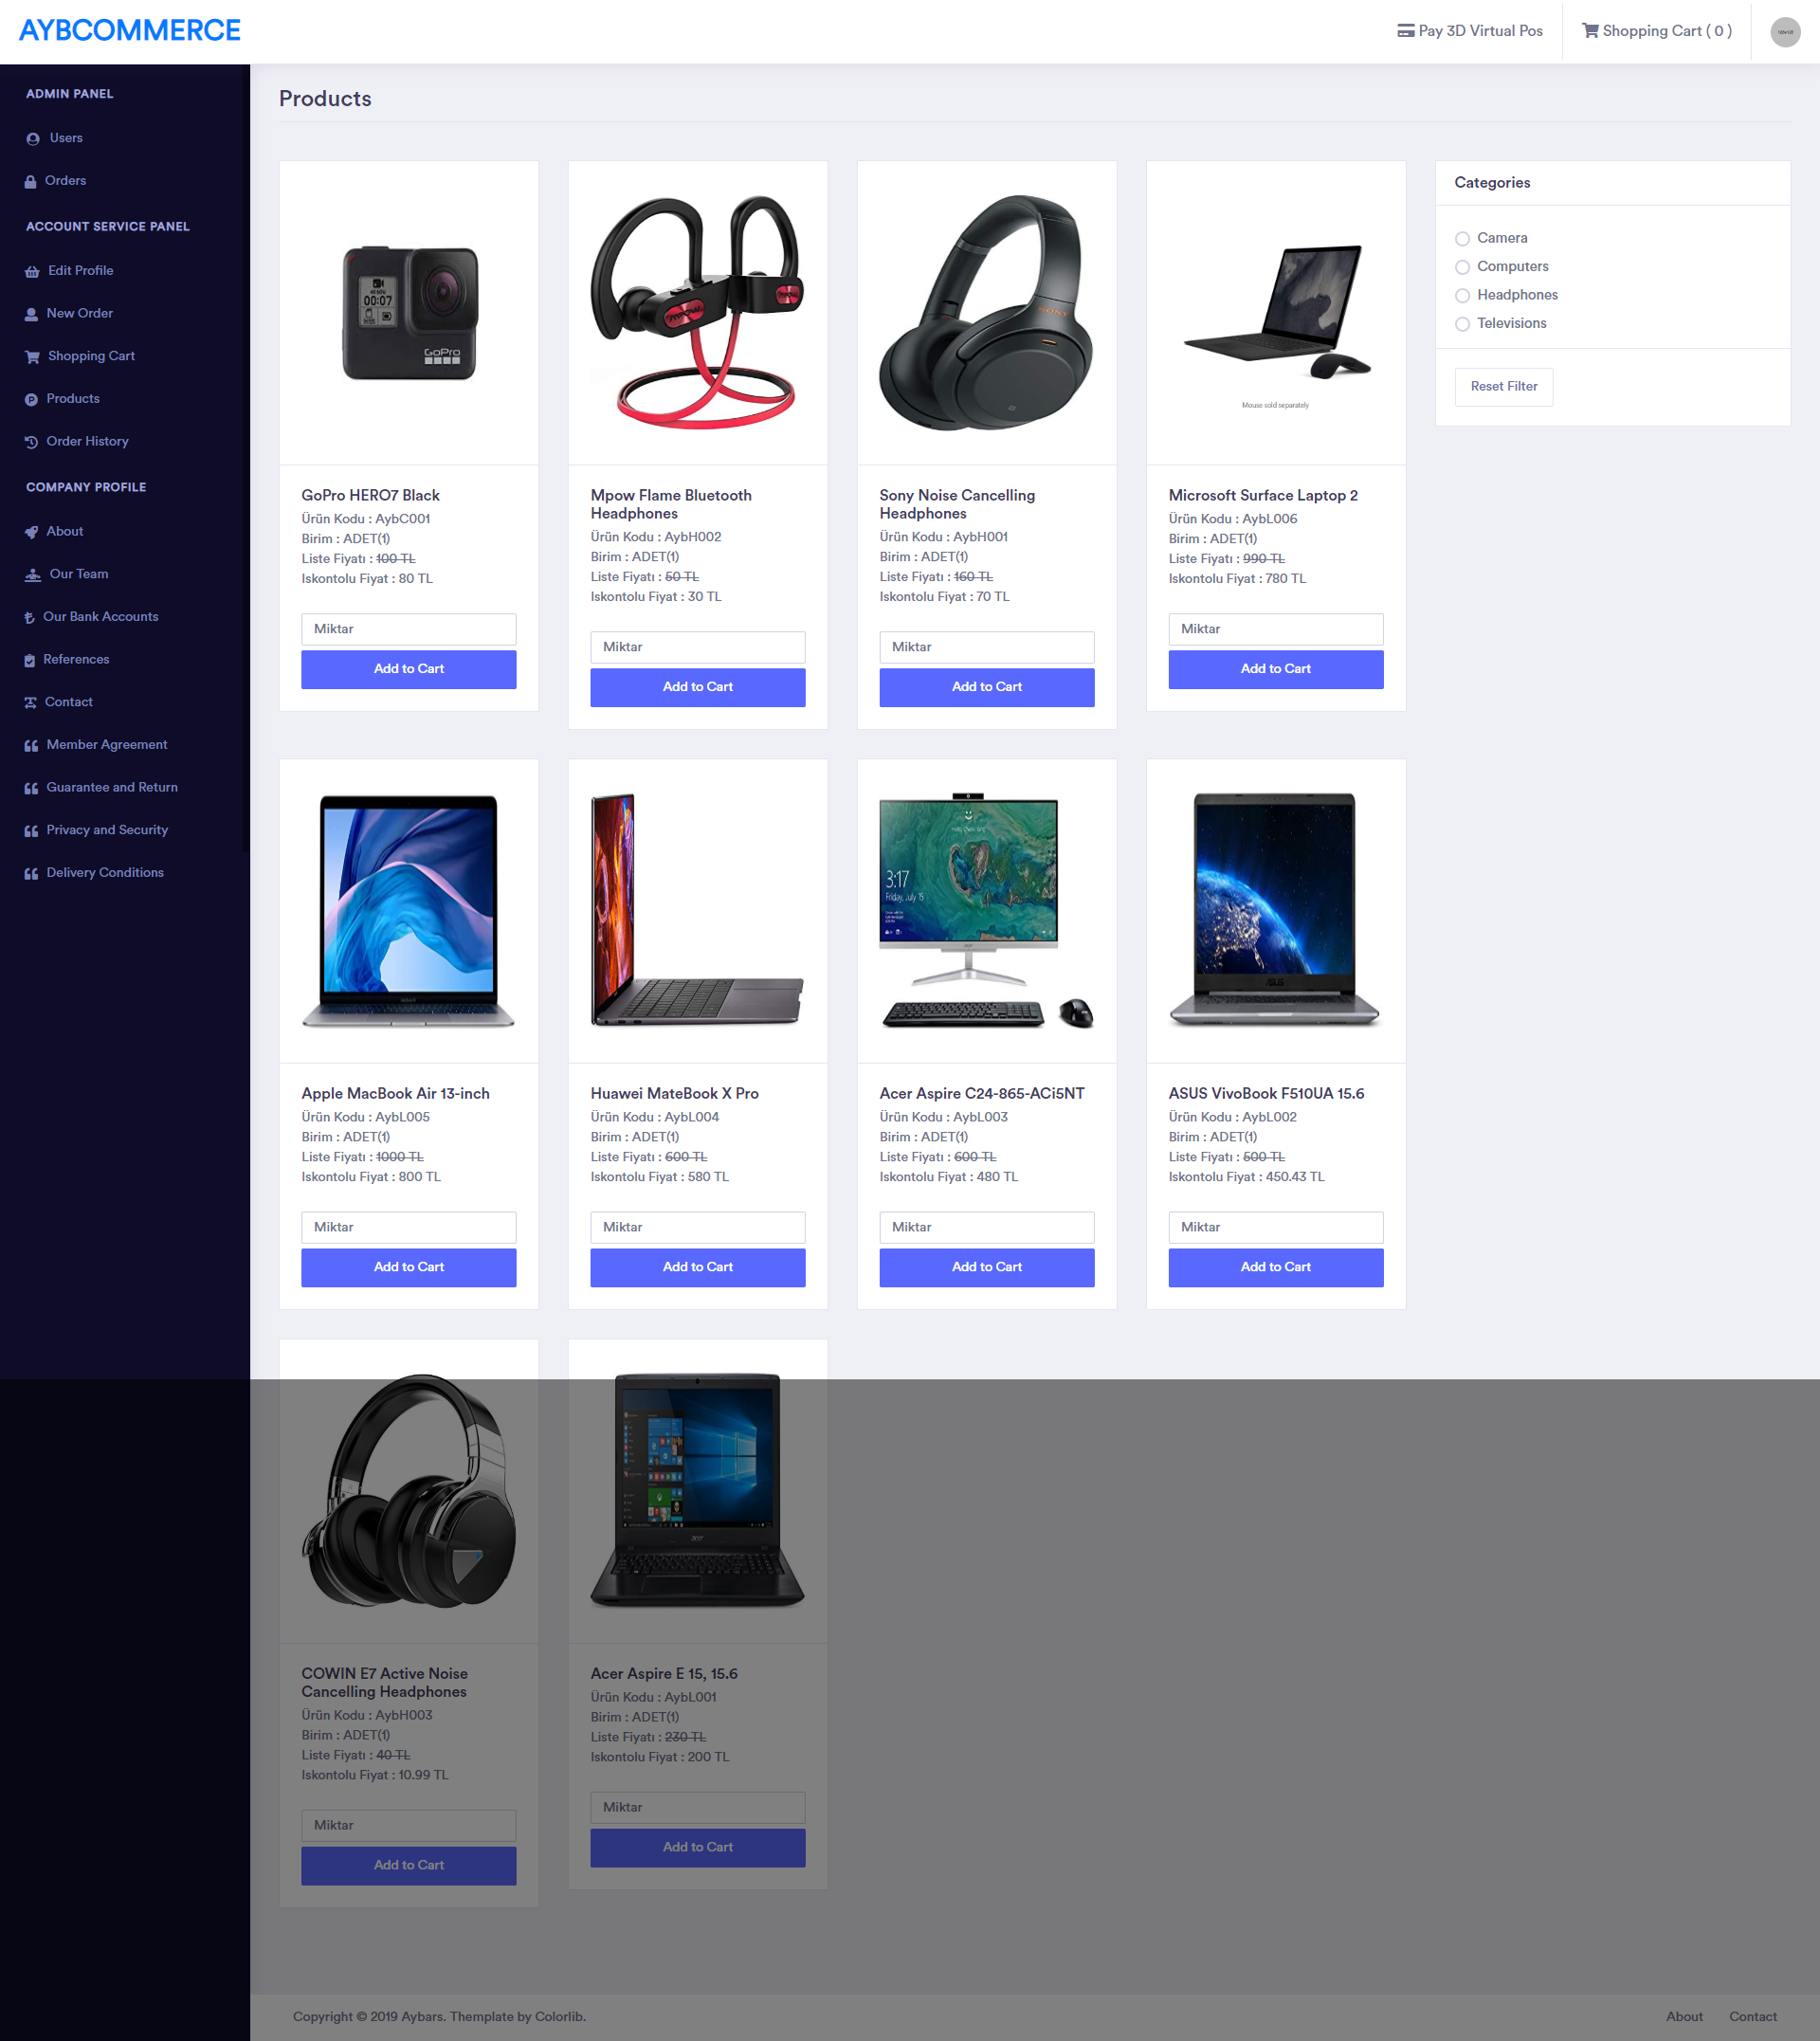 AYBCOMMERCE
Pay 3D Virtual Pos
Shopping Cart ( 0 )
ADMIN PANEL
Users
Orders
ACCOUNT SERVICE PANEL
Edit Profile
New Order
Shopping Cart
Products
Order History
COMPANY PROFILE
About
Our Team
Our Bank Accounts
References
Contact
Member Agreement
Guarantee and Return
Privacy and Security
Delivery Conditions
Products
00:07
GoPro
GoPro HERO7 Black
Ürün Kodu : AybC001
Birim : ADET(1)
Liste Fiyatı : 100 TL
Iskontolu Fiyat : 80 TL
Miktar
Add to Cart
mpow
Mpow Flame Bluetooth
Headphones
Ürün Kodu : AybH002
Birim : ADET(1)
Liste Fiyatı : 50 TL
Iskontolu Fiyat : 30 TL
Miktar
Add to Cart
SONY
Sony Noise Cancelling
Headphones
Ürün Kodu : AybH001
Birim : ADET(1)
Liste Fiyatı : 160 TL
Iskontolu Fiyat : 70 TL
Miktar
Add to Cart
Mouse sold separately
Microsoft Surface Laptop 2
Ürün Kodu : AybL006
Birim : ADET(1)
Liste Fiyatı : 990 TL
Iskontolu Fiyat : 780 TL
Miktar
Add to Cart
Categories
Camera
Computers
Headphones
Televisions
Reset Filter
Apple MacBook Air 13-inch
Ürün Kodu : AybL005
Birim : ADET(1)
Liste Fiyatı : 1000 TL
Iskontolu Fiyat : 800 TL
Miktar
Add to Cart
Huawei MateBook X Pro
Ürün Kodu : AybL004
Birim : ADET(1)
Liste Fiyatı : 600 TL
Iskontolu Fiyat : 580 TL
Miktar
Add to Cart
3:17
Friday, July 15
acer
Acer Aspire C24-865-ACi5NT
Ürün Kodu : AybL003
Birim : ADET(1)
Liste Fiyatı : 600 TL
Iskontolu Fiyat : 480 TL
Miktar
Add to Cart
ASUS
ASUS VivoBook F510UA 15.6
Ürün Kodu : AybL002
Birim : ADET(1)
Liste Fiyatı : 500 TL
Iskontolu Fiyat : 450.43 TL
Miktar
Add to Cart
COWIN E7 Active Noise
Cancelling Headphones
Ürün Kodu : AybH003
Birim : ADET(1)
Liste Fiyatı : 40 TL
Iskontolu Fiyat : 10.99 TL
Miktar
Add to Cart
acer
Acer Aspire E 15, 15.6
Ürün Kodu : AybL001
Birim : ADET(1)
Liste Fiyatı : 230 TL
Iskontolu Fiyat : 200 TL
Miktar
Add to Cart
Copyright © 2019 Aybars. Themplate by Colorlib.
About
Contact